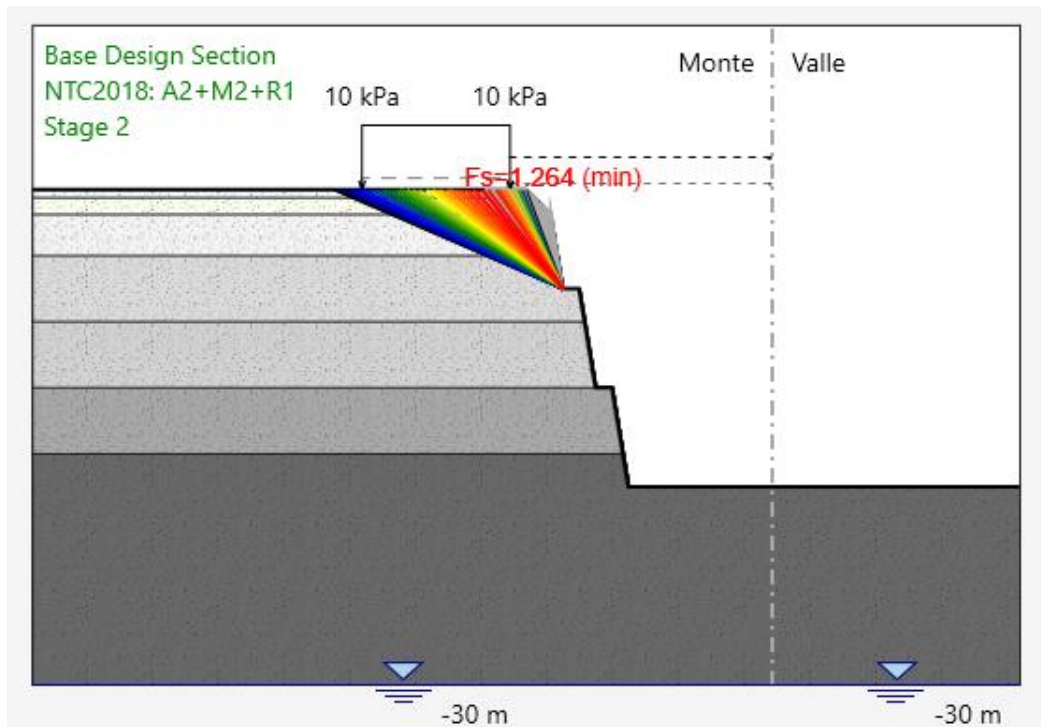 Base Design Section
NTC2018: A2+M2+R1
Stage 2
10 kPa
10 kPa
Monte
Valle
Fs=1.264 (min)
-30 m
-30 m